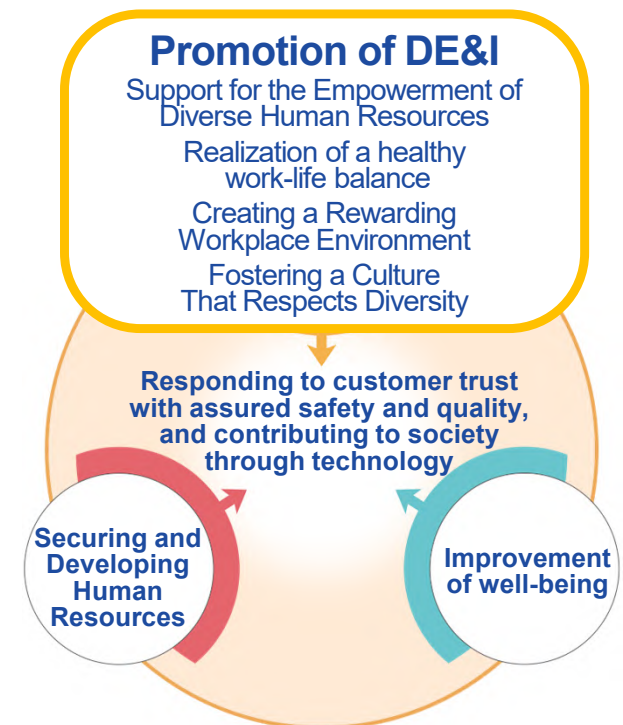 Promotion of DE&I
Support for the Empowerment of
Diverse Human Resources
Realization of a healthy
work-life balance
Creating a Rewarding
Workplace Environment
Fostering a Culture
That Respects Diversity
Responding to customer trust
with assured safety and quality,
and contributing to society
through technology
Securing and
Developing
Human
Resources
Improvement
of well-being